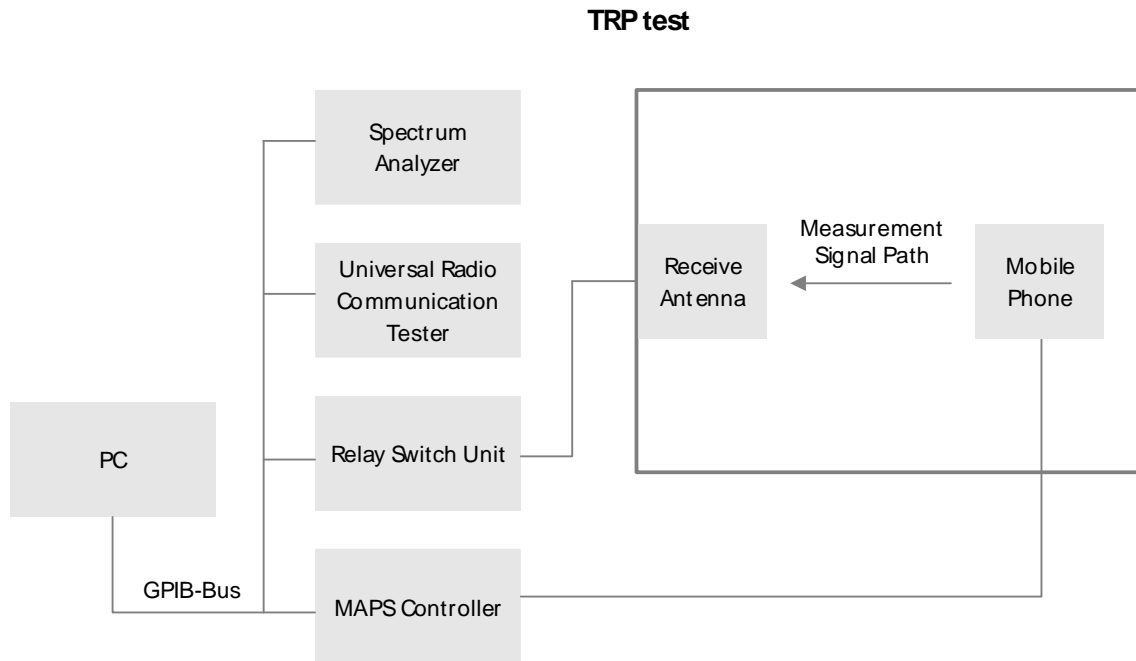 TRP test
Spectrum
Analyzer
Universal Radio
Communication
Tester
Relay Switch Unit
MAPS Controller
PC
GPIB-Bus
Receive
Antenna
Measurement
Signal Path
Mobile
Phone